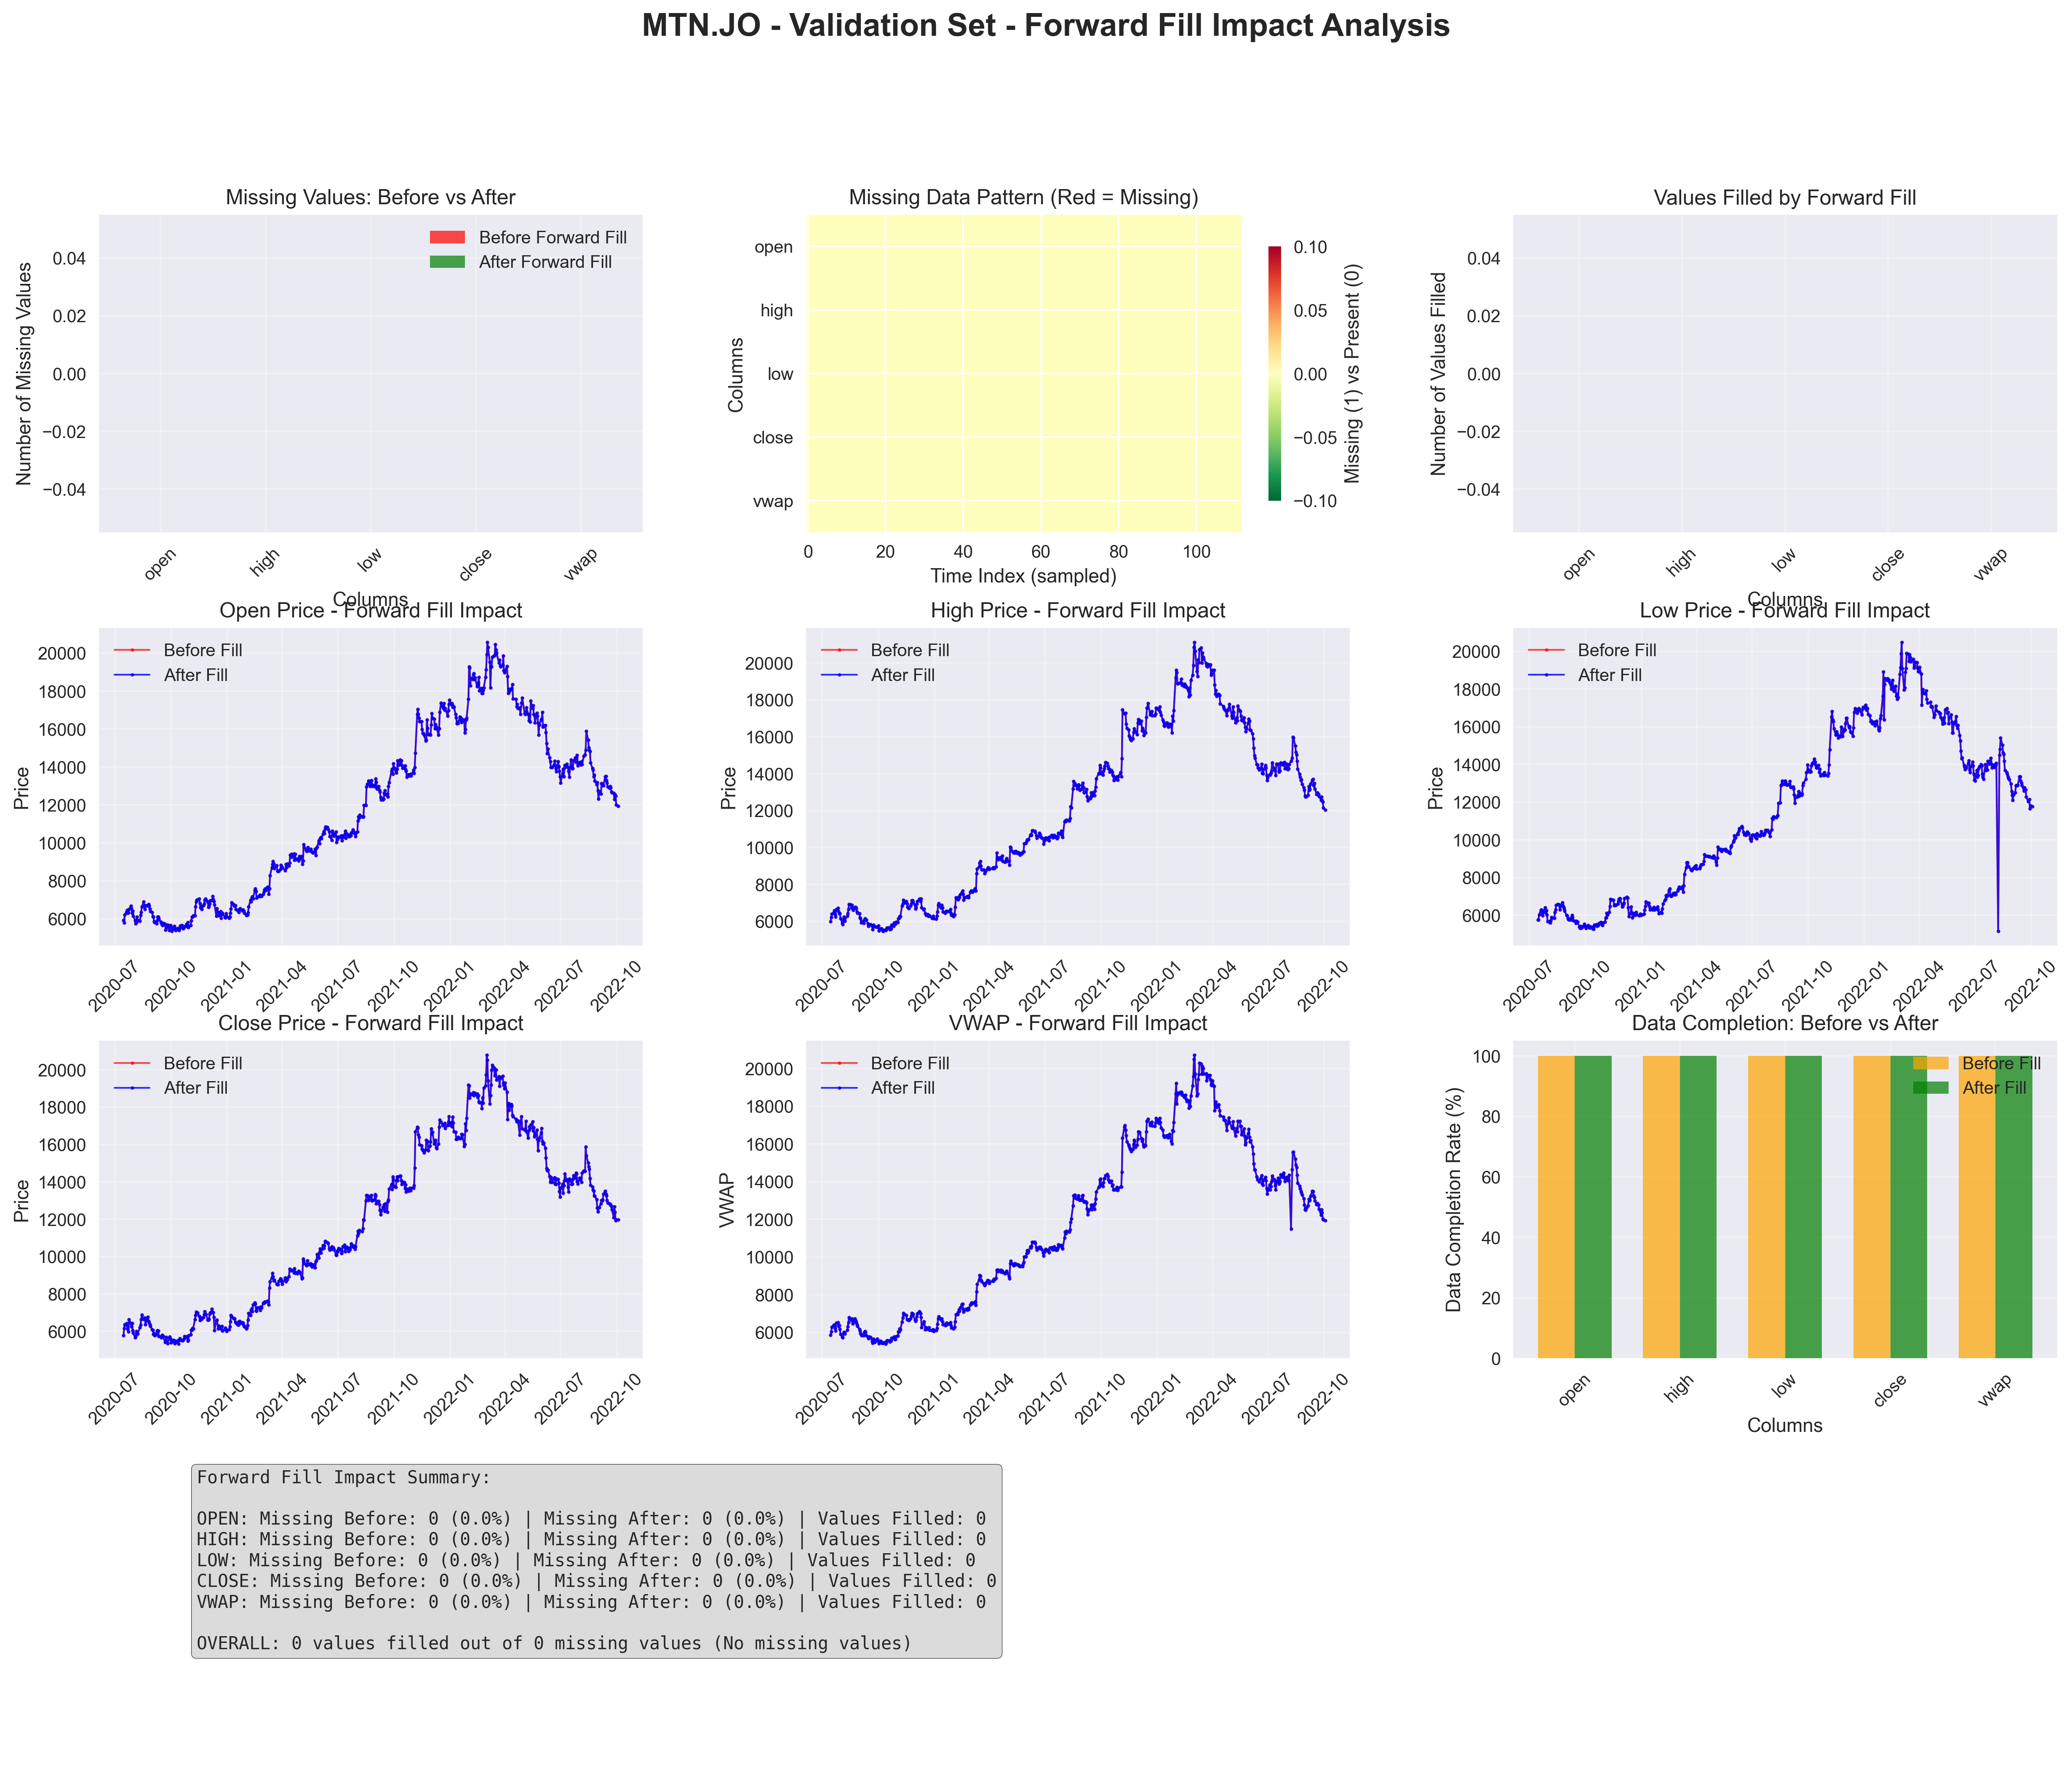 MTN.JO - Validation Set - Forward Fill Impact Analysis
Missing Values: Before vs After
Number of Missing Values
0.04
0.02
0.00
−0.02
−0.04
Before Forward Fill
After Forward Fill
open
high
low
close
vwap
Columns
Missing Data Pattern (Red = Missing)
Columns
open
high
low
close
vwap
0
20
40
60
80
100
Time Index (sampled)
0.10
0.05
0.00
−0.05
−0.10
Missing (1) vs Present (0)
Values Filled by Forward Fill
Number of Values Filled
0.04
0.02
0.00
−0.02
−0.04
open
high
low
close
vwap
Columns
Open Price - Forward Fill Impact
Price
20000
18000
16000
14000
12000
10000
8000
6000
Before Fill
After Fill
2020-07
2020-10
2021-01
2021-04
2021-07
2021-10
2022-01
2022-04
2022-07
2022-10
High Price - Forward Fill Impact
Price
20000
18000
16000
14000
12000
10000
8000
6000
Before Fill
After Fill
2020-07
2020-10
2021-01
2021-04
2021-07
2021-10
2022-01
2022-04
2022-07
2022-10
Low Price - Forward Fill Impact
Price
20000
18000
16000
14000
12000
10000
8000
6000
Before Fill
After Fill
2020-07
2020-10
2021-01
2021-04
2021-07
2021-10
2022-01
2022-04
2022-07
2022-10
Close Price - Forward Fill Impact
Price
20000
18000
16000
14000
12000
10000
8000
6000
Before Fill
After Fill
2020-07
2020-10
2021-01
2021-04
2021-07
2021-10
2022-01
2022-04
2022-07
2022-10
VWAP - Forward Fill Impact
VWAP
20000
18000
16000
14000
12000
10000
8000
6000
Before Fill
After Fill
2020-07
2020-10
2021-01
2021-04
2021-07
2021-10
2022-01
2022-04
2022-07
2022-10
Data Completion: Before vs After
Data Completion Rate (%)
100
80
60
40
20
0
Before Fill
After Fill
open
high
low
close
vwap
Columns
Forward Fill Impact Summary:
OPEN: Missing Before: 0 (0.0%) | Missing After: 0 (0.0%) | Values Filled: 0
HIGH: Missing Before: 0 (0.0%) | Missing After: 0 (0.0%) | Values Filled: 0
LOW: Missing Before: 0 (0.0%) | Missing After: 0 (0.0%) | Values Filled: 0
CLOSE: Missing Before: 0 (0.0%) | Missing After: 0 (0.0%) | Values Filled: 0
VWAP: Missing Before: 0 (0.0%) | Missing After: 0 (0.0%) | Values Filled: 0
OVERALL: 0 values filled out of 0 missing values (No missing values)